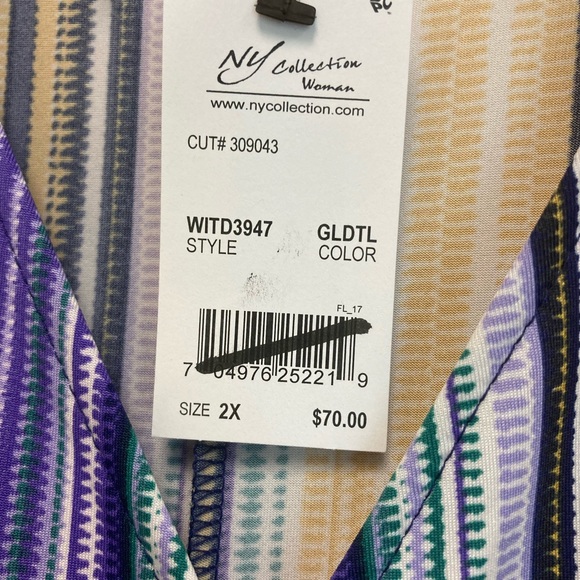 NY Collection
Woman
www.nycollection.com
CUT# 309043
WITD3947 GLDTL
STYLE COLOR
FL_17
7 04976 25221 9
SIZE 2X $70.00